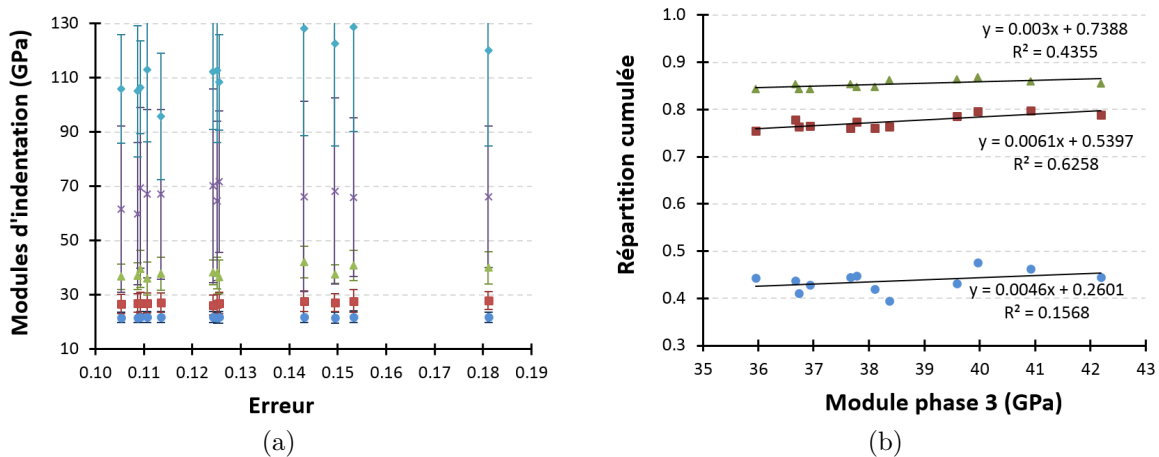 Modules d'indentation (GPa)
130
110
90
70
50
30
10
0.10 0.11 0.12 0.13 0.14 0.15 0.16 0.17 0.18 0.19
Erreur
(a)
Répartition cumulée
1.0
0.9
0.8
0.7
0.6
0.5
0.4
0.3
y = 0.003x + 0.7388
R² = 0.4355
y = 0.0061x + 0.5397
R² = 0.6258
y = 0.0046x + 0.2601
R² = 0.1568
35 36 37 38 39 40 41 42 43
Module phase 3 (GPa)
(b)